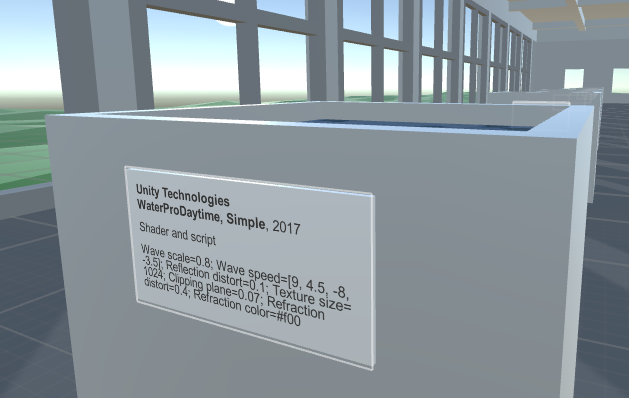 Unity Technologies
WaterProDaytime, Simple, 2017
Shader and script
Wave scale=0.8; Wave speed=[9, 4.5, -8,
-3.5]; Reflection distort=0.1; Texture size=
1024; Clipping plane=0.07; Refraction
distort=0.4; Refraction color=#f00